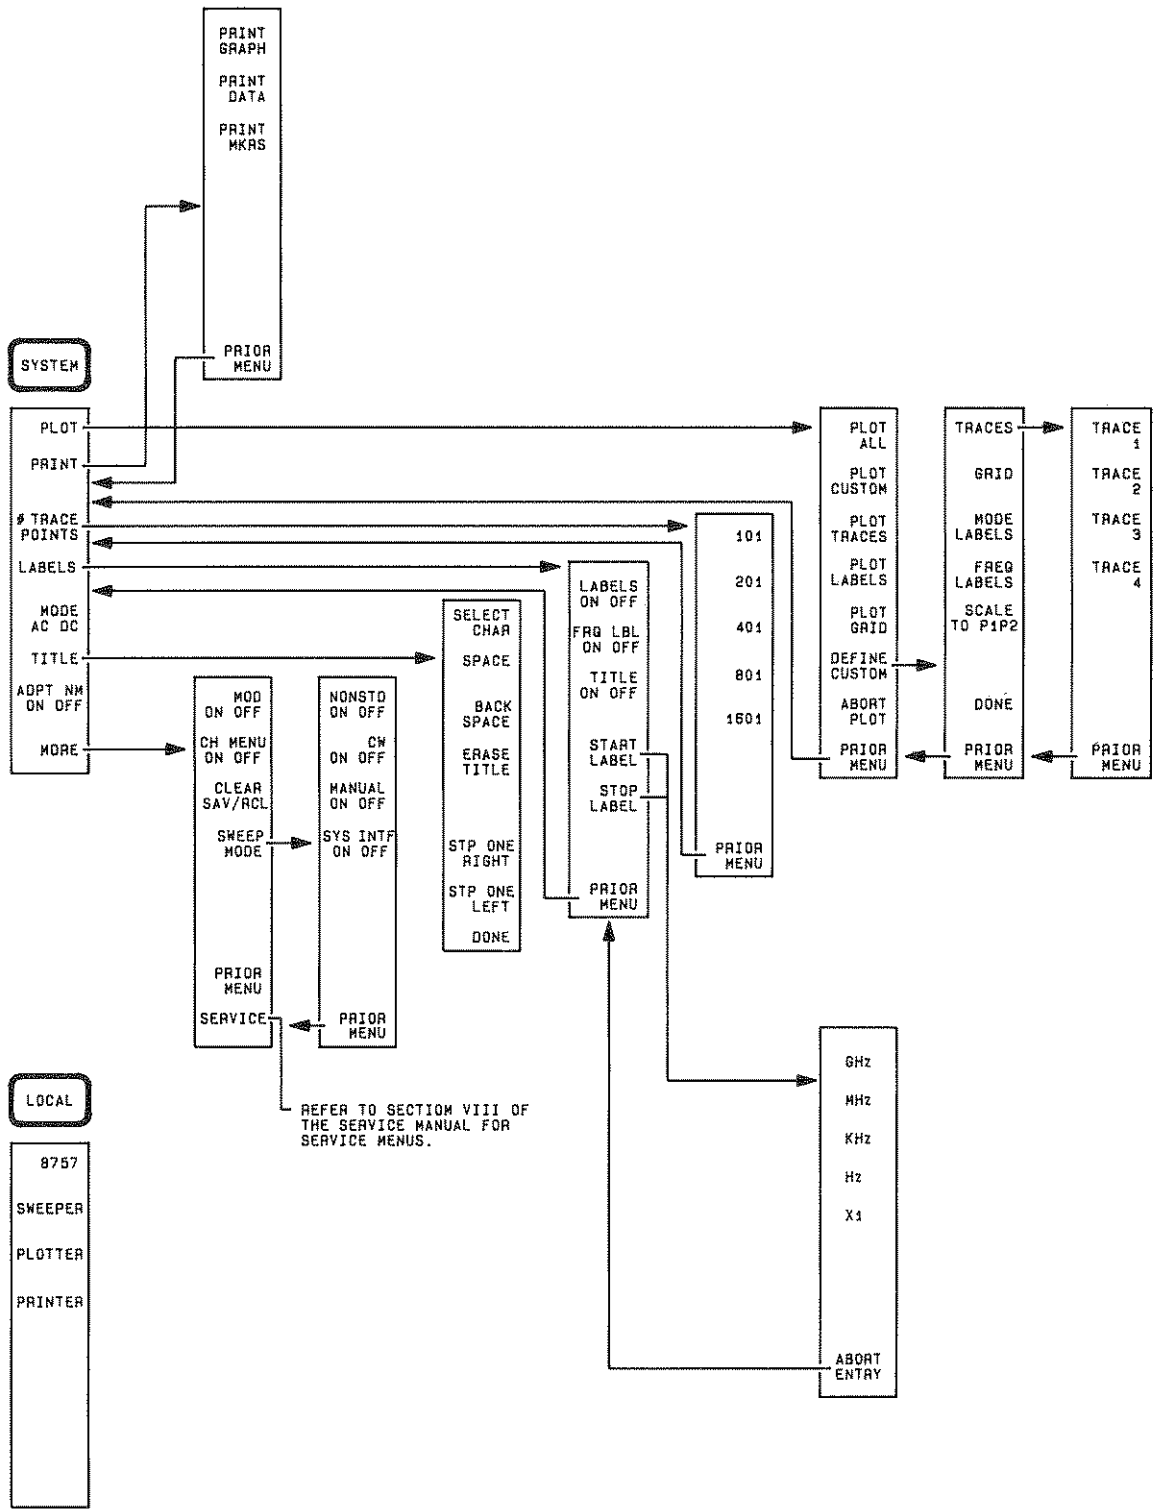 PRINT
GRAPH
PRINT
DATA
PRINT
MKRS
PRIOR
MENU
SYSTEM
PLOT
PRINT
# TRACE
POINTS
LABELS
MODE
AC DC
TITLE
ADPT NM
ON OFF
MORE
MOD
ON OFF
CH MENU
ON OFF
CLEAR
SAV/RCL
SWEEP
MODE
PRIOR
MENU
SERVICE
NONSTD
ON OFF
CW
ON OFF
MANUAL
ON OFF
SYS INTF
ON OFF
PRIOR
MENU
REFER TO SECTIOM VIII OF
THE SERVICE MANUAL FOR
SERVICE MENUS.
SELECT
CHAR
SPACE
BACK
SPACE
ERASE
TITLE
STP ONE
RIGHT
STP ONE
LEFT
DONE
LABELS
ON OFF
FRQ LBL
ON OFF
TITLE
ON OFF
START
LABEL
STOP
LABEL
PRIOR
MENU
101
201
401
801
1601
PRIOR
MENU
PLOT
ALL
PLOT
CUSTOM
PLOT
TRACES
PLOT
LABELS
PLOT
GRID
DEFINE
CUSTOM
ABORT
PLOT
PRIOR
MENU
TRACES
GRID
MODE
LABELS
FREQ
LABELS
SCALE
TO P1P2
DONE
PRIOR
MENU
TRACE
1
TRACE
2
TRACE
3
TRACE
4
PRIOR
MENU
GHz
MHz
KHz
Hz
X1
ABORT
ENTRY
LOCAL
8757
SWEEPER
PLOTTER
PRINTER